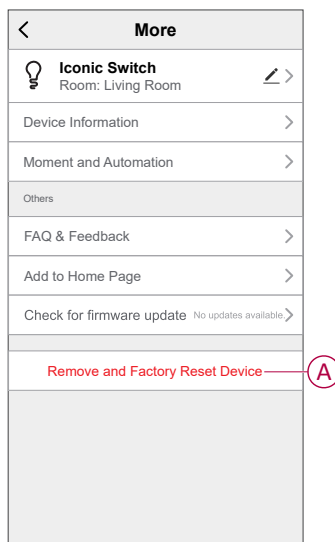 More
Iconic Switch
Room: Living Room
Device Information
Moment and Automation
Others
FAQ & Feedback
Add to Home Page
Check for firmware update No updates available
Remove and Factory Reset Device
A